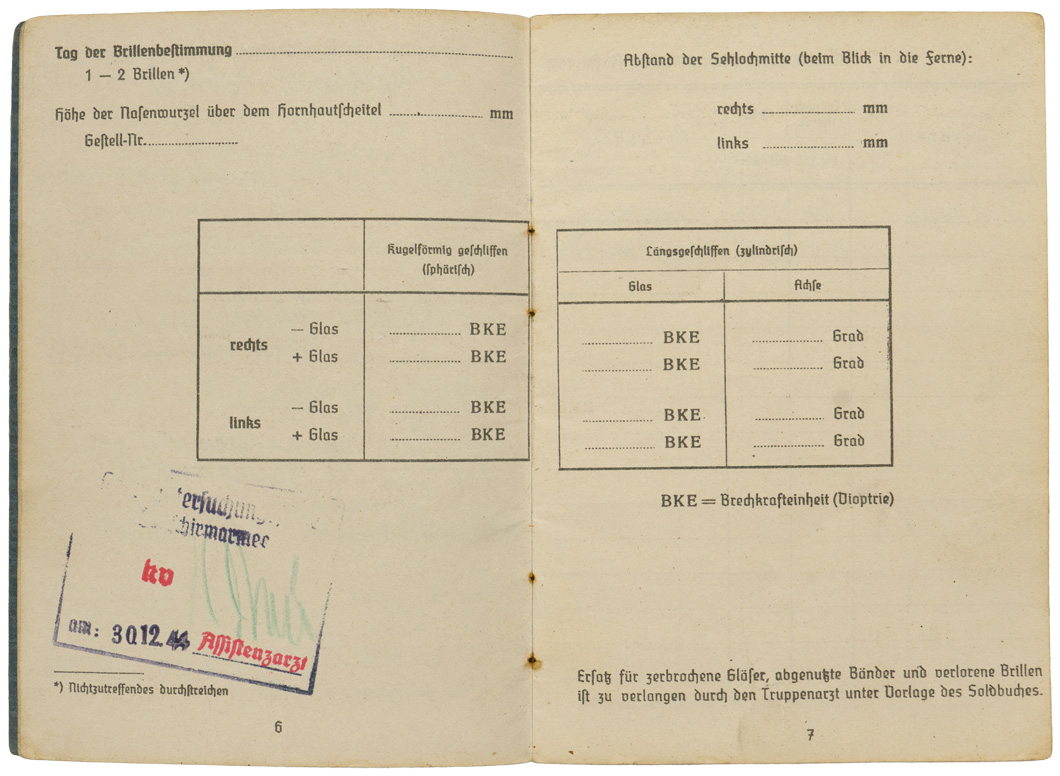 Tag der Brillenbestimmung
1 — 2 Brillen *)
Höhe der Nasenwurzel über dem Hornhautscheitel mm
Gestell-Nr.
Kugelförmig geschliffen
(sphärisch)
rechts
— Glas BKE
+ Glas BKE
links
— Glas BKE
+ Glas BKE
schirmarmee
kv
am: 30.12.44 Assistenzarzt
*) Nichtzutreffendes durchstreichen
6
Abstand der Sehlochmitte (beim Blick in die Ferne):
rechts mm
links mm
Längsgeschliffen (zylindrisch)
Glas Achse
BKE Grad
BKE Grad
BKE Grad
BKE Grad
BKE = Brechkrafteinheit (Dioptrie)
Ersatz für zerbrochene Gläser, abgenutzte Bänder und verlorene Brillen
ist zu verlangen durch den Truppenarzt unter Vorlage des Soldbuches.
7